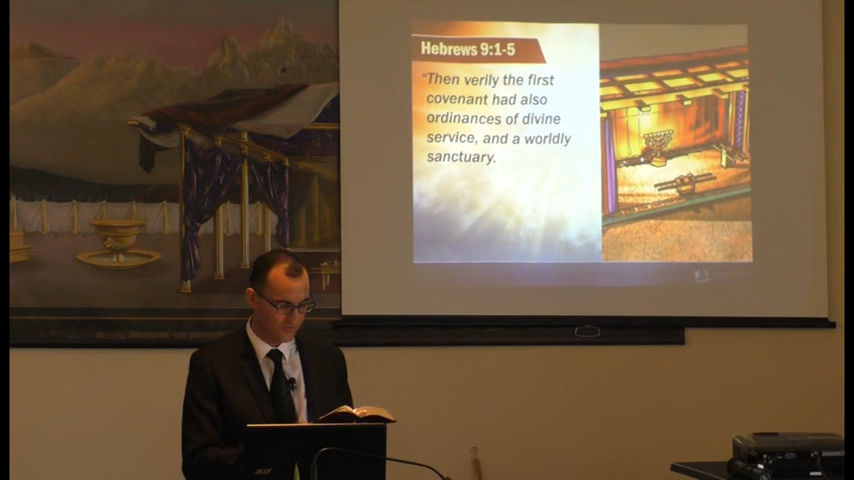 Hebrews 9:1-5
“Then verily the first
covenant had also
ordinances of divine
service, and a worldly
sanctuary.
acer